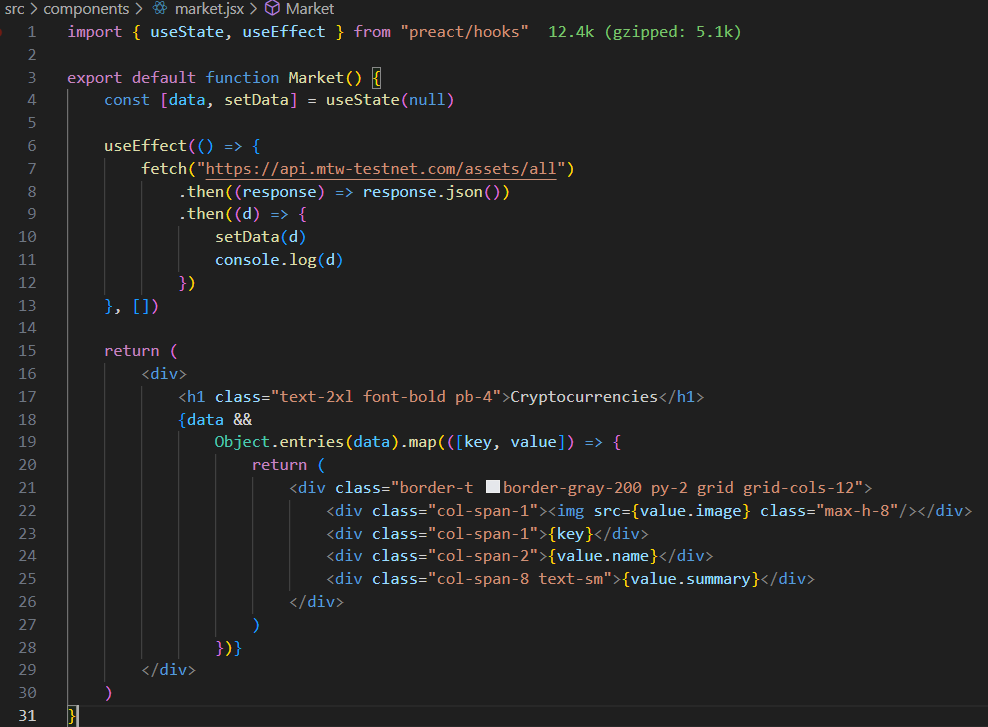 src > components > market.jsx > Market
1 import { useState, useEffect } from "preact/hooks" 12.4k (gzipped: 5.1k)
2
3 export default function Market() {
4     const [data, setData] = useState(null)
5
6     useEffect(() => {
7         fetch("https://api.mtw-testnet.com/assets/all")
8             .then((response) => response.json())
9             .then((d) => {
10                 setData(d)
11                 console.log(d)
12             })
13     }, [])
14
15     return (
16         <div>
17             <h1 class="text-2xl font-bold pb-4">Cryptocurrencies</h1>
18             {data &&
19                 Object.entries(data).map(([key, value]) => {
20                     return (
21                         <div class="border-t border-gray-200 py-2 grid grid-cols-12">
22                             <div class="col-span-1"><img src={value.image} class="max-h-8"/></div>
23                             <div class="col-span-1">{key}</div>
24                             <div class="col-span-2">{value.name}</div>
25                             <div class="col-span-8 text-sm">{value.summary}</div>
26                         </div>
27                     )
28                 })}
29         </div>
30     )
31 }